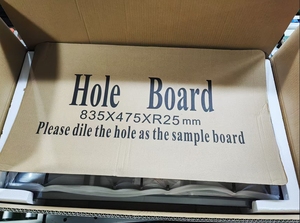 Hole Board
835X475XR25mm
Please dile the hole as the sample board